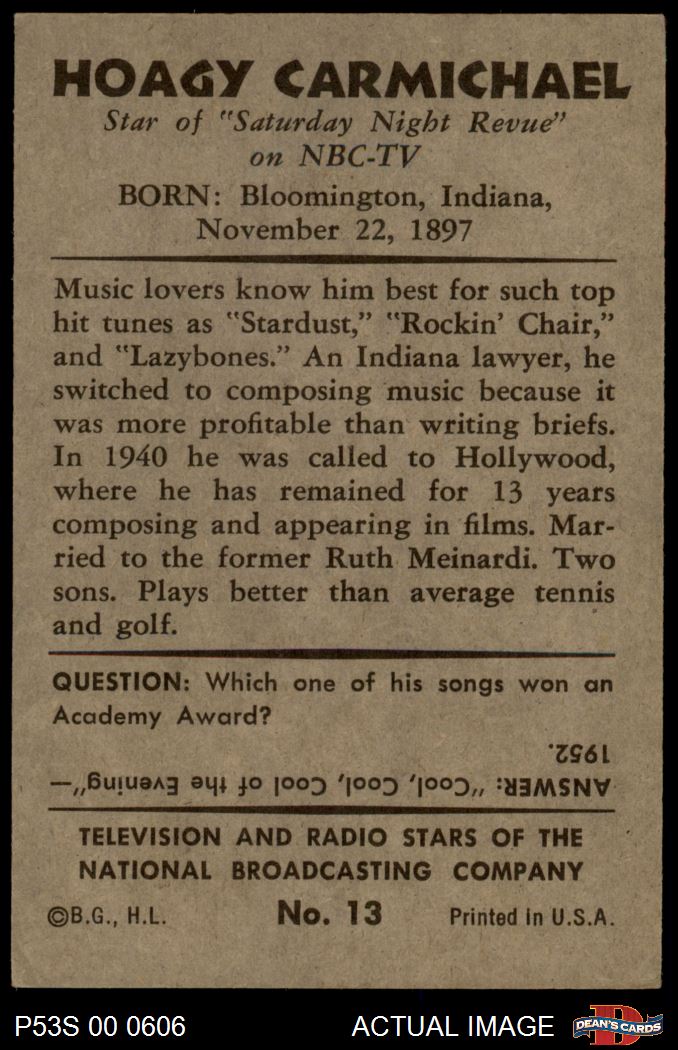 HOAGY CARMICHAEL
Star of "Saturday Night Revue"
on NBC-TV
BORN: Bloomington, Indiana,
November 22, 1897
Music lovers know him best for such top
hit tunes as "Stardust," "Rockin' Chair,"
and "Lazybones." An Indiana lawyer, he
switched to composing music because it
was more profitable than writing briefs.
In 1940 he was called to Hollywood,
where he has remained for 13 years
composing and appearing in films. Mar-
ried to the former Ruth Meinardi. Two
sons. Plays better than average tennis
and golf.
QUESTION: Which one of his songs won an
Academy Award?
ANSWER: "Cool, Cool, Cool of the Evening"—
1952.
TELEVISION AND RADIO STARS OF THE
NATIONAL BROADCASTING COMPANY
©B.G., H.L. No. 13 Printed in U.S.A.
P53S 00 0606 ACTUAL IMAGE D DEAN'S CARDS